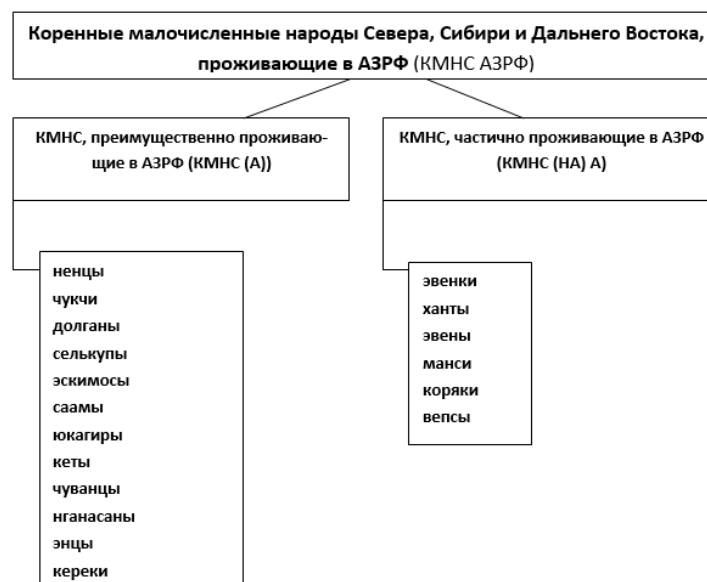 Коренные малочисленные народы Севера, Сибири и Дальнего Востока,
проживающие в АЗРФ (КМНС АЗРФ)
КМНС, преимущественно проживаю-
щие в АЗРФ (КМНС (А))
КМНС, частично проживающие в АЗРФ
(КМНС (НА) А)
ненцы
чукчи
долганы
селькупы
эскимосы
саамы
юкагиры
кеты
чуванцы
нганасаны
энцы
кереки
эвенки
ханты
эвены
манси
коряки
вепсы